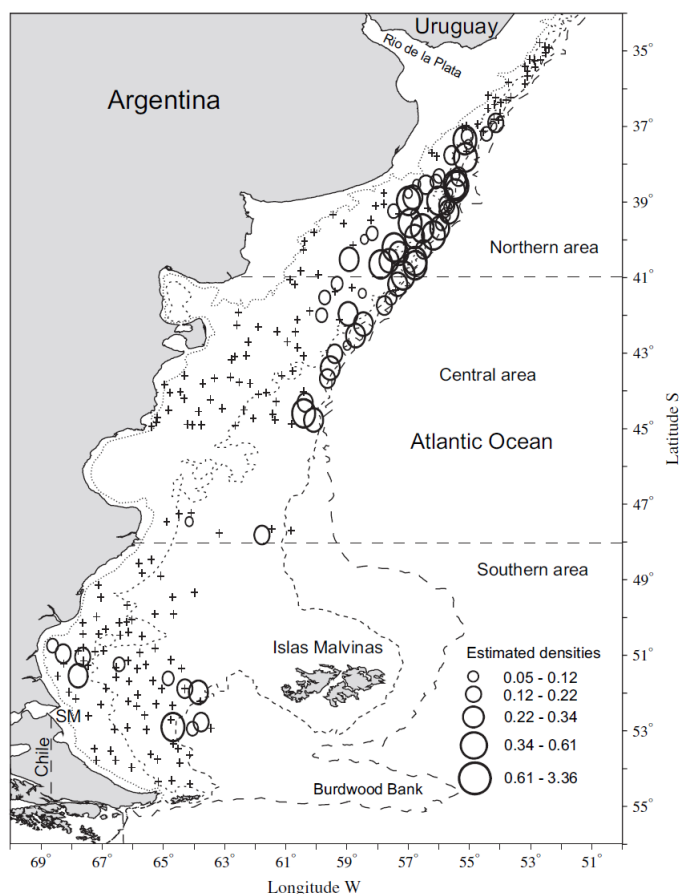 Uruguay
Rio de la Plata
Argentina
35°
37°
39°
Northern area
41°
43°
Central area
Atlantic Ocean
45°
Latitude S
47°
Southern area
49°
Islas Malvinas
51°
Estimated densities
0.05 - 0.12
0.12 - 0.22
0.22 - 0.34
0.34 - 0.61
0.61 - 3.36
SM
53°
Chile
Burdwood Bank
55°
69° 67° 65° 63° 61° 59° 57° 55° 53° 51°
Longitude W